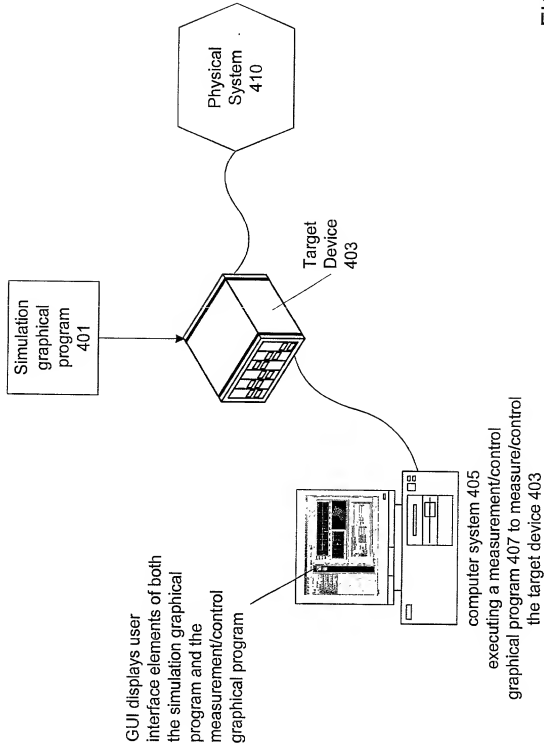 Simulation
graphical
program
401
Physical
System
410
Target
Device
403
GUI displays user
interface elements of both
the simulation graphical
program and the
measurement/control
graphical program
computer system 405
executing a measurement/control
graphical program 407 to measure/control
the target device 403